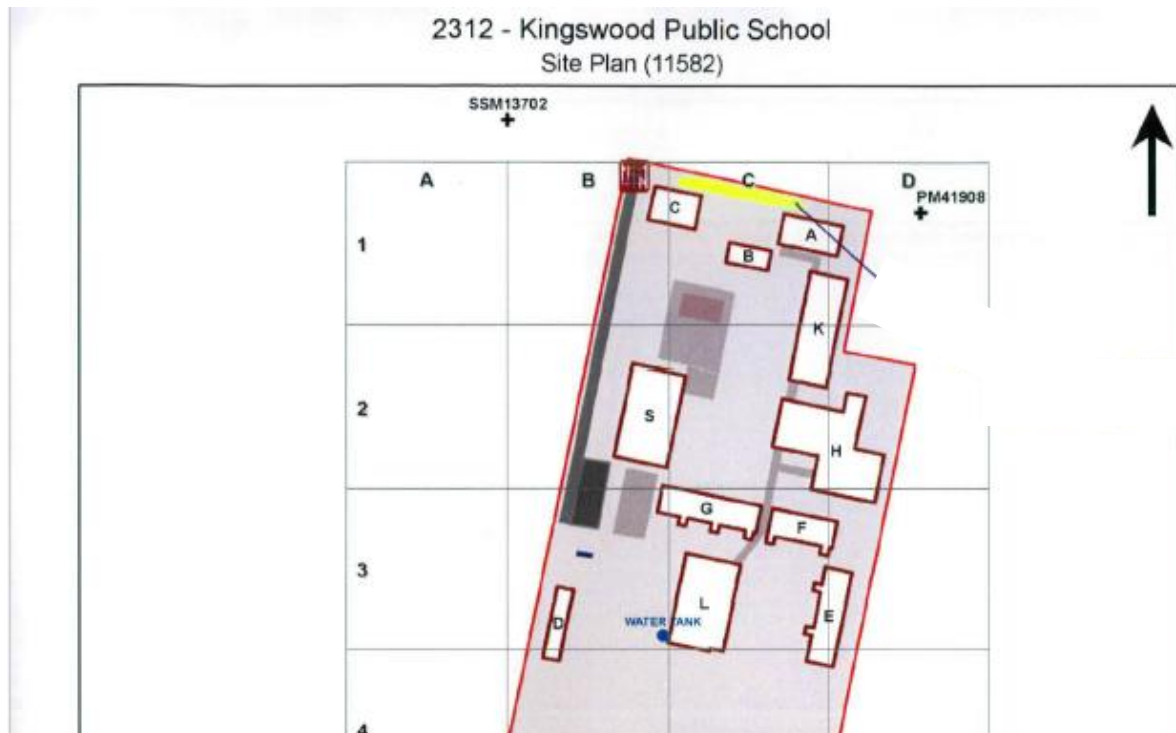 2312 - Kingswood Public School
Site Plan (11582)
SSM13702
A B C D
PM41908
C
A
1
B
K
2
S
H
G
F
3
L
E
D
WATER TANK
4